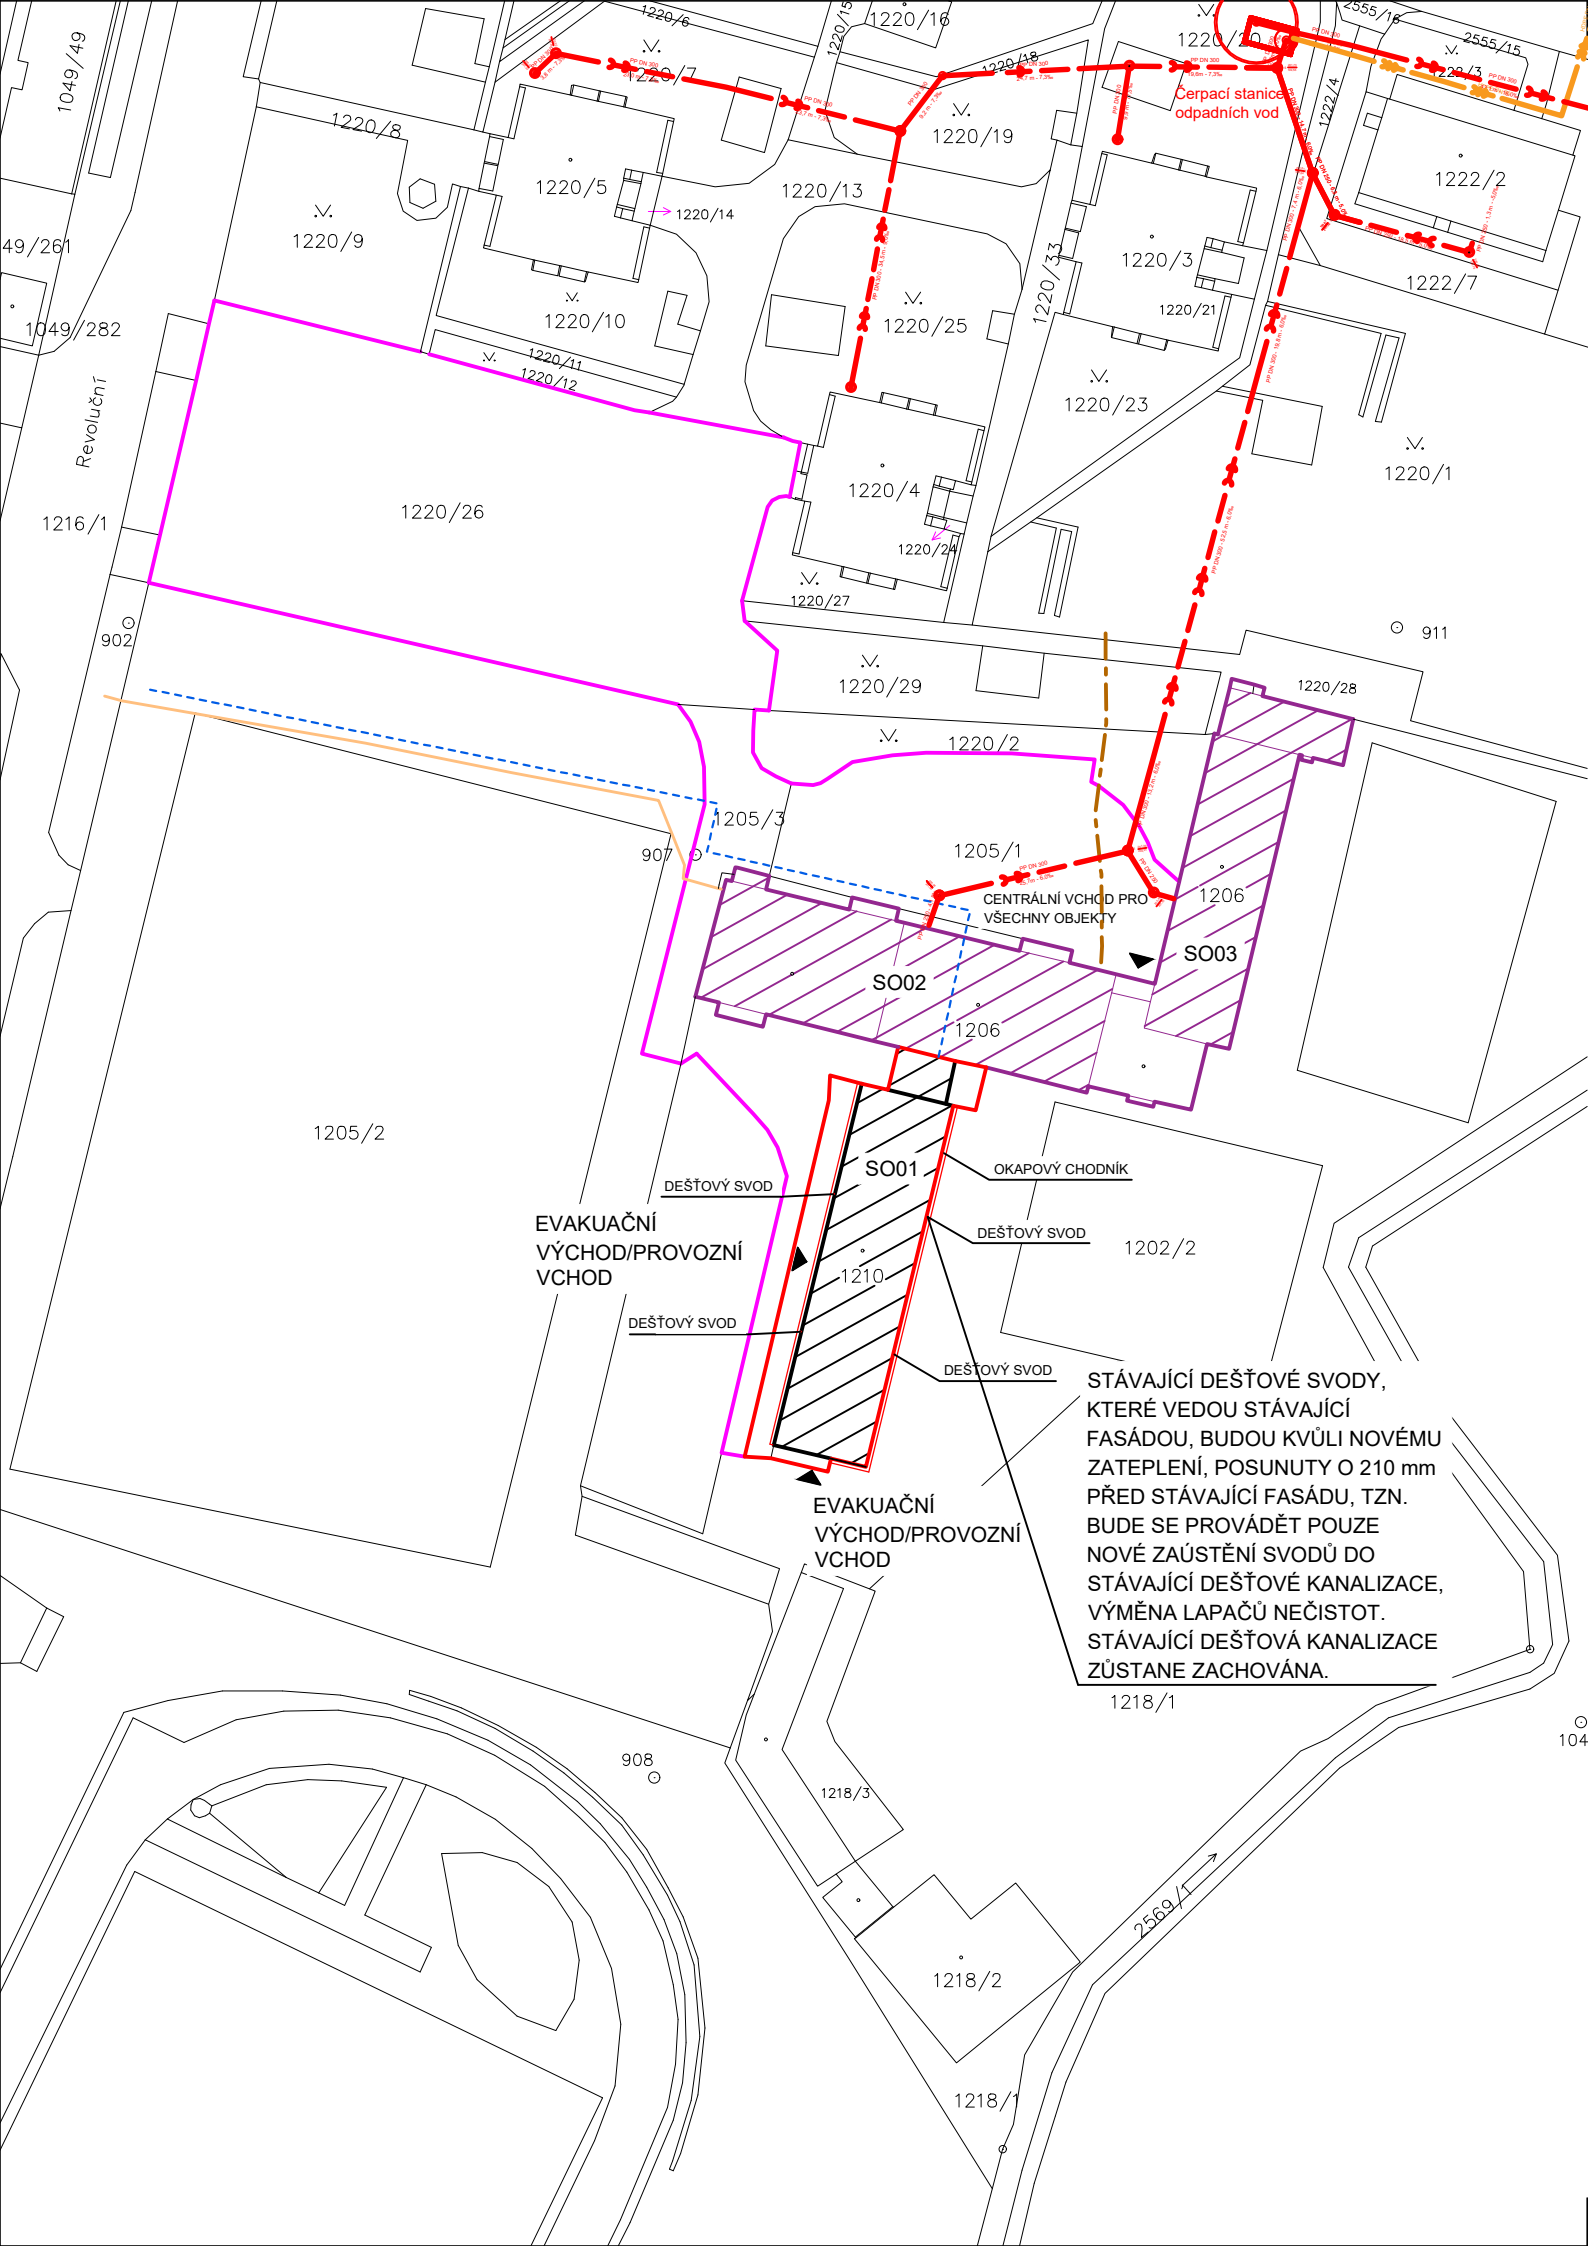 1220/6
1220/15
1220/16
2555/16
2555/15
1049/49
1220/7
1220/18
1220/20
1222/3
Čerpací stanice
odpadních vod
1222/4
1220/8
1220/19
1220/5
1220/13
1222/2
1220/14
1220/9
49/261
1220/33
1220/3
1222/7
1220/10
1220/25
1220/21
1049/282
1220/11
1220/12
1220/23
Revoluční
1220/1
1220/4
1220/26
1216/1
1220/24
1220/27
902
911
1220/29
1220/28
1220/2
1205/3
907
1205/1
PP DN 300
CENTRÁLNÍ VCHOD PRO
VŠECHNY OBJEKTY
1206
SO03
SO02
1206
1205/2
SO01
OKAPOVÝ CHODNÍK
DEŠŤOVÝ SVOD
EVAKUAČNÍ
VÝCHOD/PROVOZNÍ
VCHOD
DEŠŤOVÝ SVOD
1202/2
1210
DEŠŤOVÝ SVOD
DEŠŤOVÝ SVOD
STÁVAJÍCÍ DEŠŤOVÉ SVODY,
KTERÉ VEDOU STÁVAJÍCÍ
FASÁDOU, BUDOU KVŮLI NOVÉMU
ZATEPLENÍ, POSUNUTY O 210 mm
PŘED STÁVAJÍCÍ FASÁDU, TZN.
BUDE SE PROVÁDĚT POUZE
NOVÉ ZAÚSTĚNÍ SVODŮ DO
STÁVAJÍCÍ DEŠŤOVÉ KANALIZACE,
VÝMĚNA LAPAČŮ NEČISTOT.
STÁVAJÍCÍ DEŠŤOVÁ KANALIZACE
ZŮSTANE ZACHOVÁNA.
EVAKUAČNÍ
VÝCHOD/PROVOZNÍ
VCHOD
1218/1
104
908
1218/3
2569/1
1218/2
1218/1